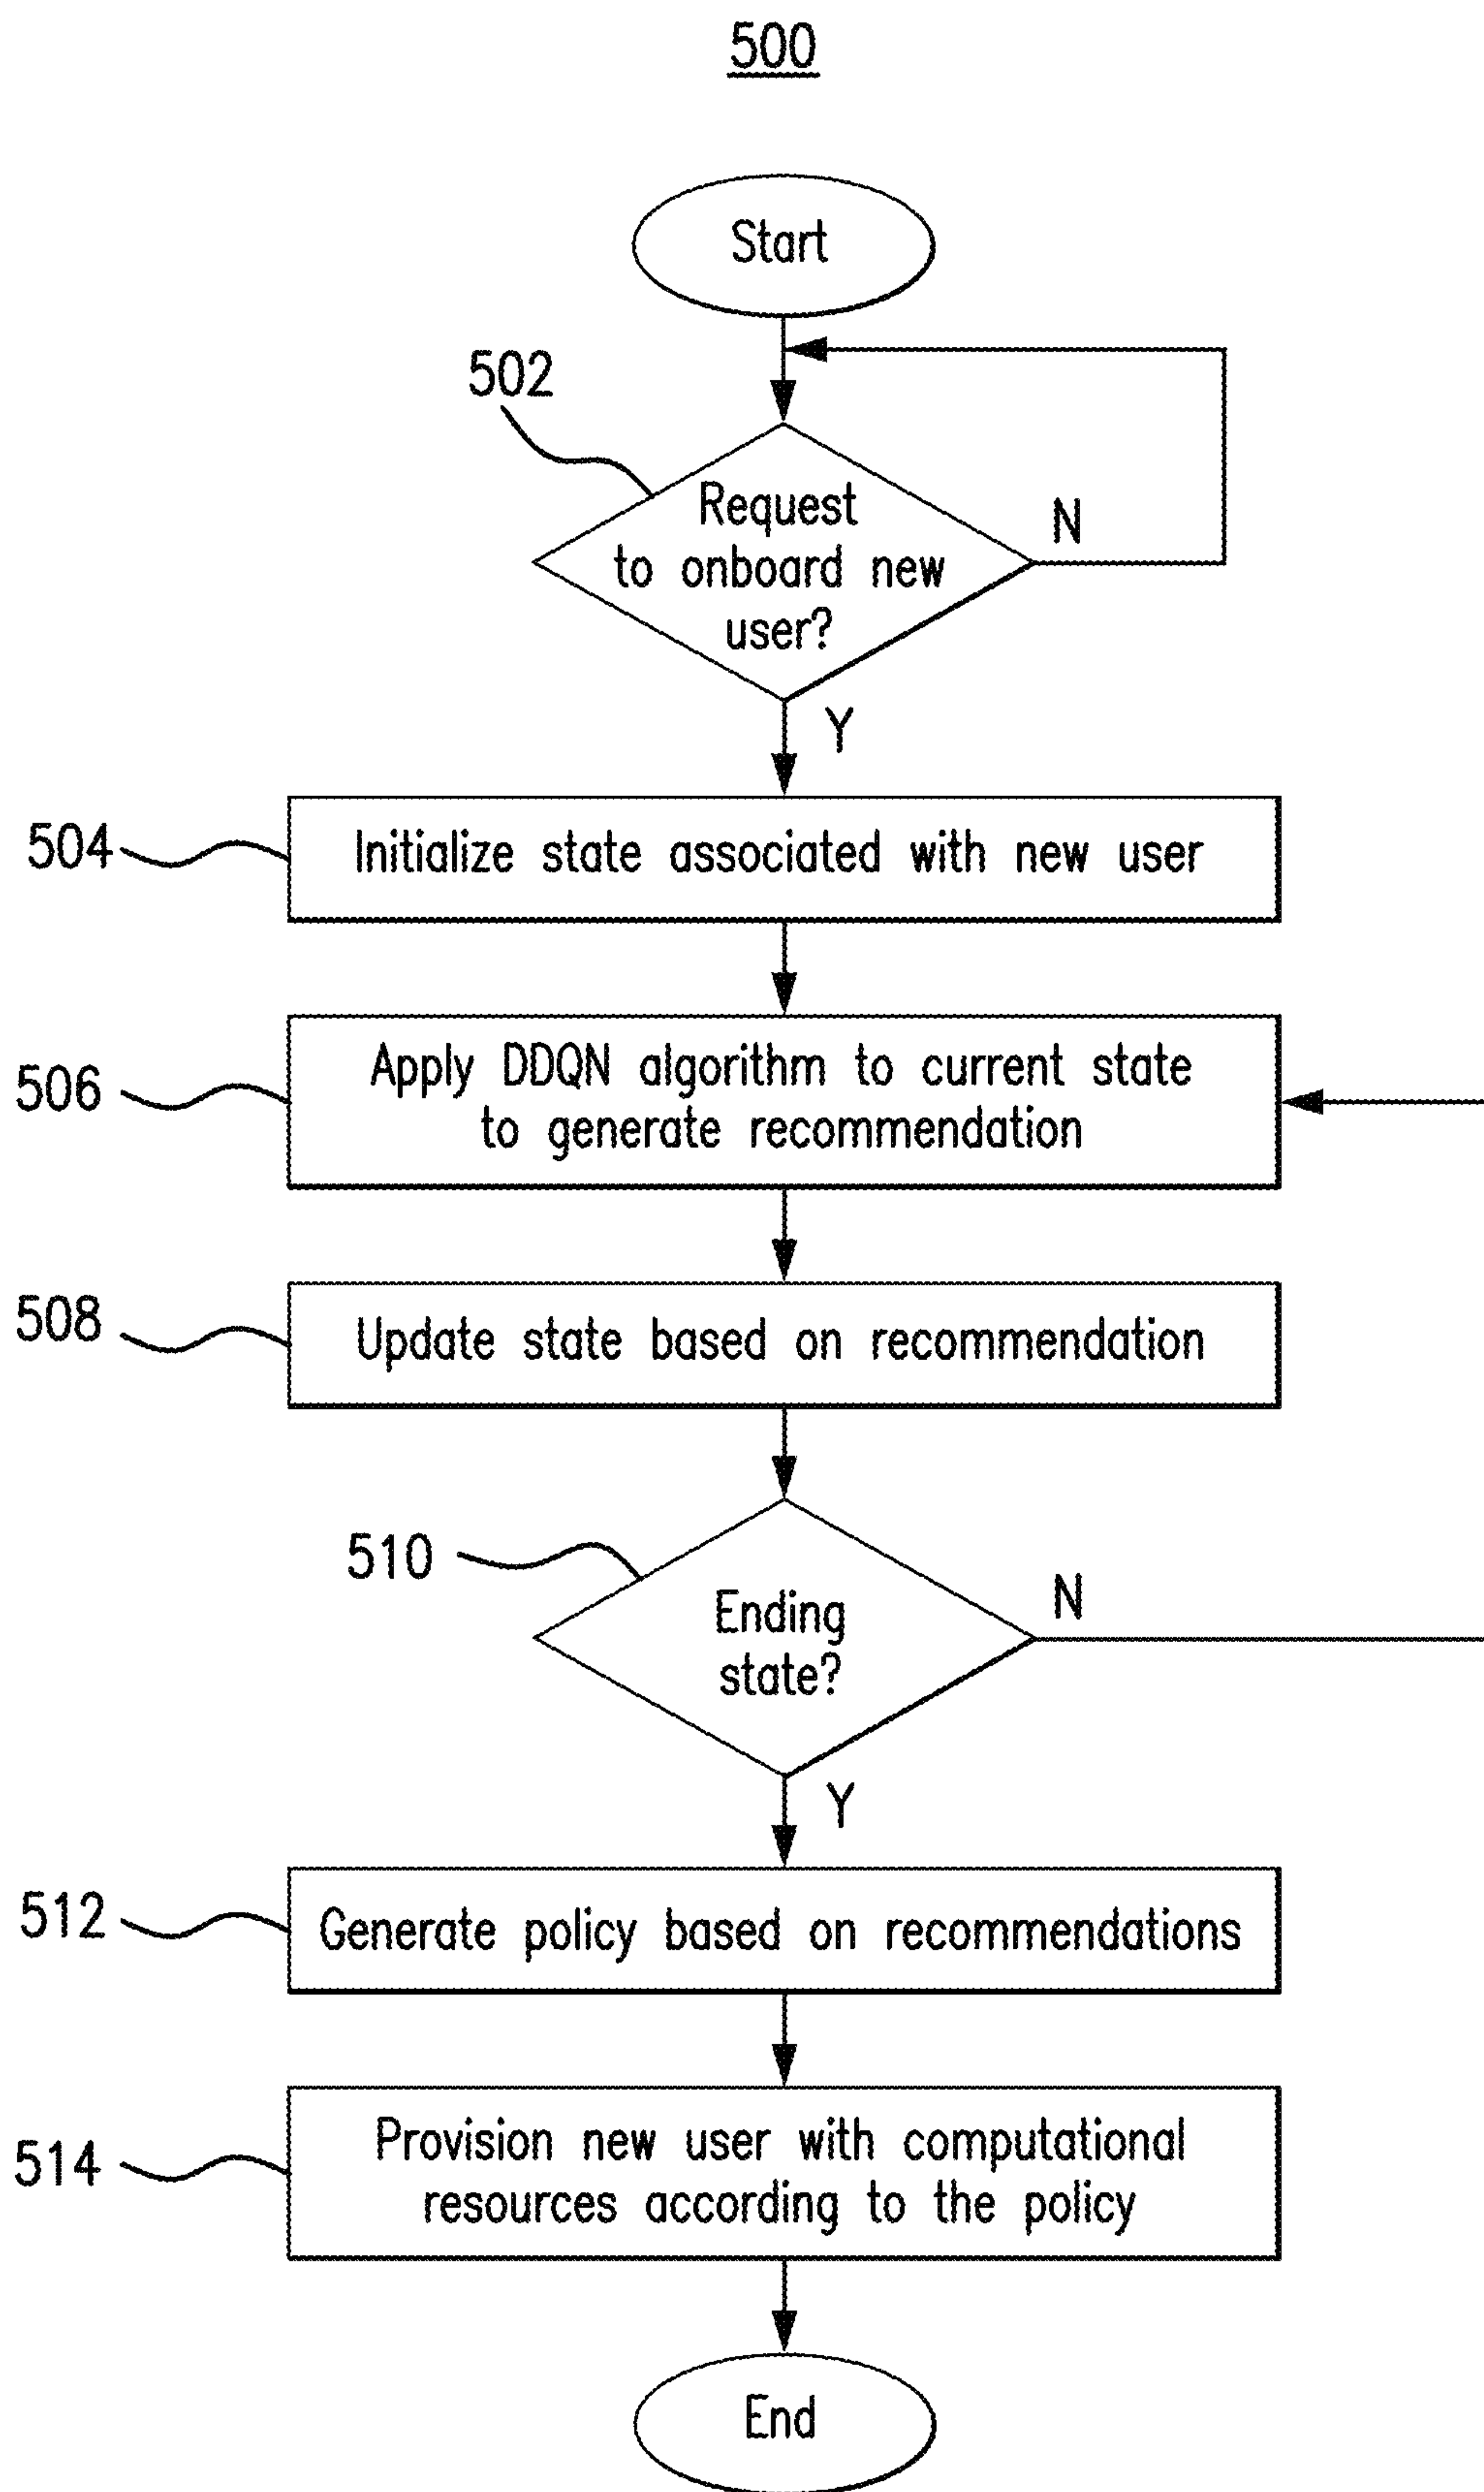 500
Start
502
Request
to onboard new
user?
N
Y
504
Initialize state associated with new user
506
Apply DDQN algorithm to current state
to generate recommendation
508
Update state based on recommendation
510
Ending
state?
N
Y
512
Generate policy based on recommendations
514
Provision new user with computational
resources according to the policy
End